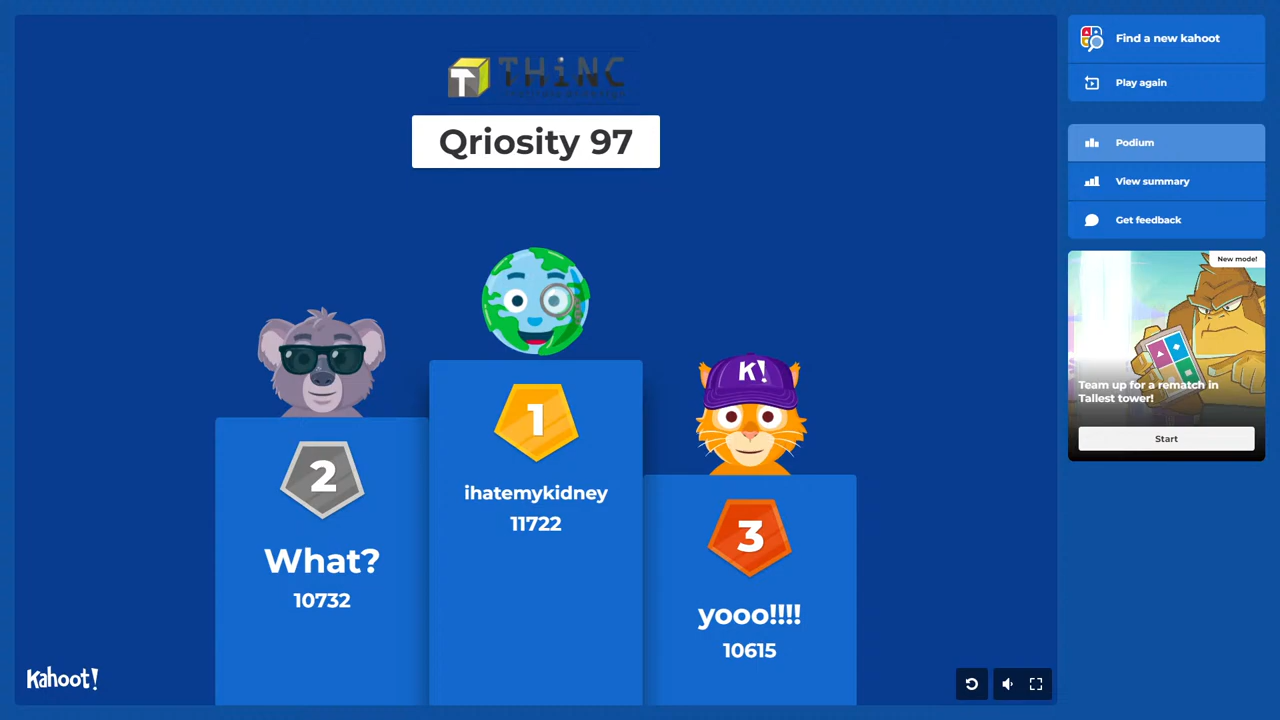 THiNC
Qriosity 97
1
ihatemykidney
11722
2
What?
10732
K!
3
yooo!!!!
10615
Kahoot!
Find a new kahoot
Play again
Podium
View summary
Get feedback
New mode!
Team up for a rematch in
Tallest tower!
Start